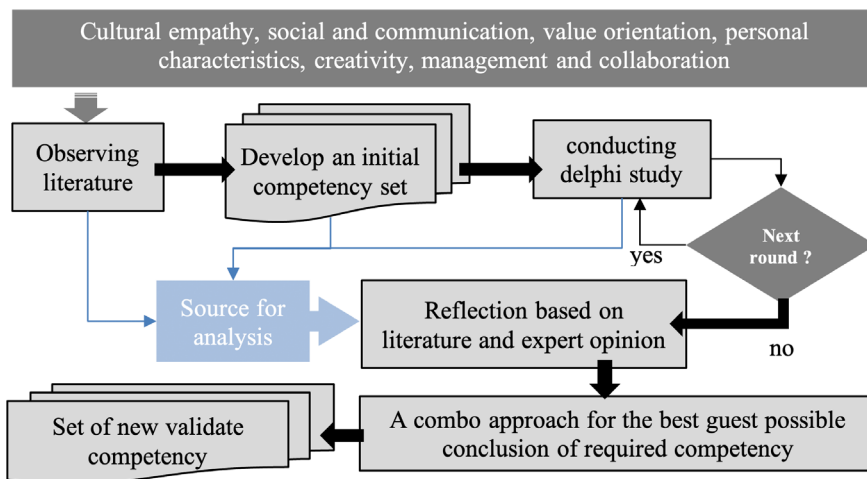 Cultural empathy, social and communication, value orientation, personal
characteristics, creativity, management and collaboration
Observing
literature
Develop an initial
competency set
conducting
delphi study
Next
round ?
yes
no
Source for
analysis
Reflection based on
literature and expert opinion
A combo approach for the best guest possible
conclusion of required competency
Set of new validate
competency